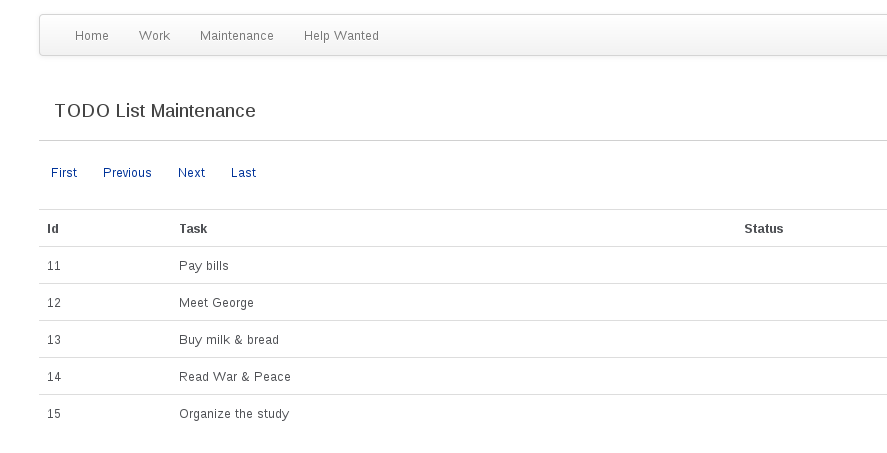 Home Work Maintenance Help Wanted
TODO List Maintenance
First Previous Next Last
Id Task Status
11 Pay bills
12 Meet George
13 Buy milk & bread
14 Read War & Peace
15 Organize the study